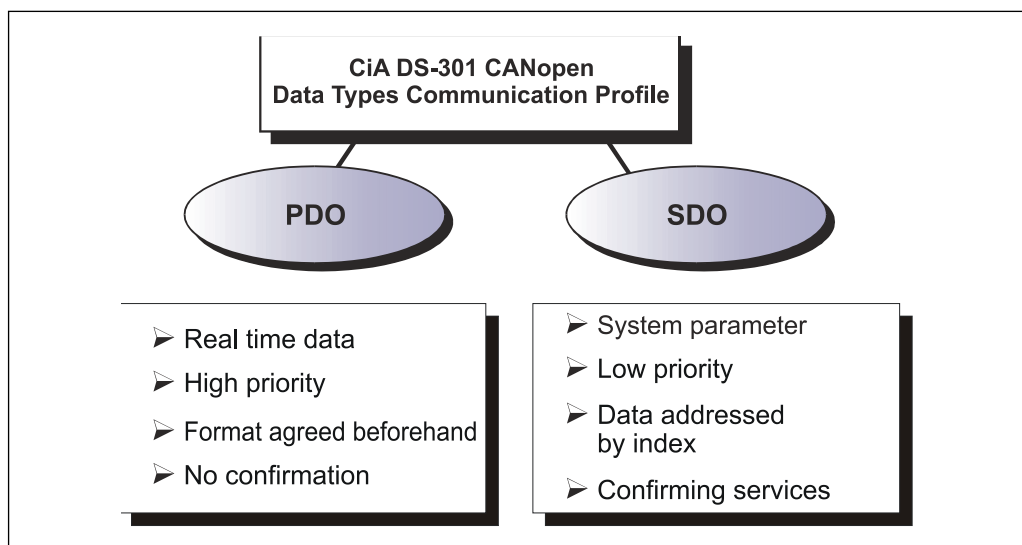 CiA DS-301 CANopen
Data Types Communication Profile
PDO
SDO
Real time data
High priority
Format agreed beforehand
No confirmation
System parameter
Low priority
Data addressed
by index
Confirming services